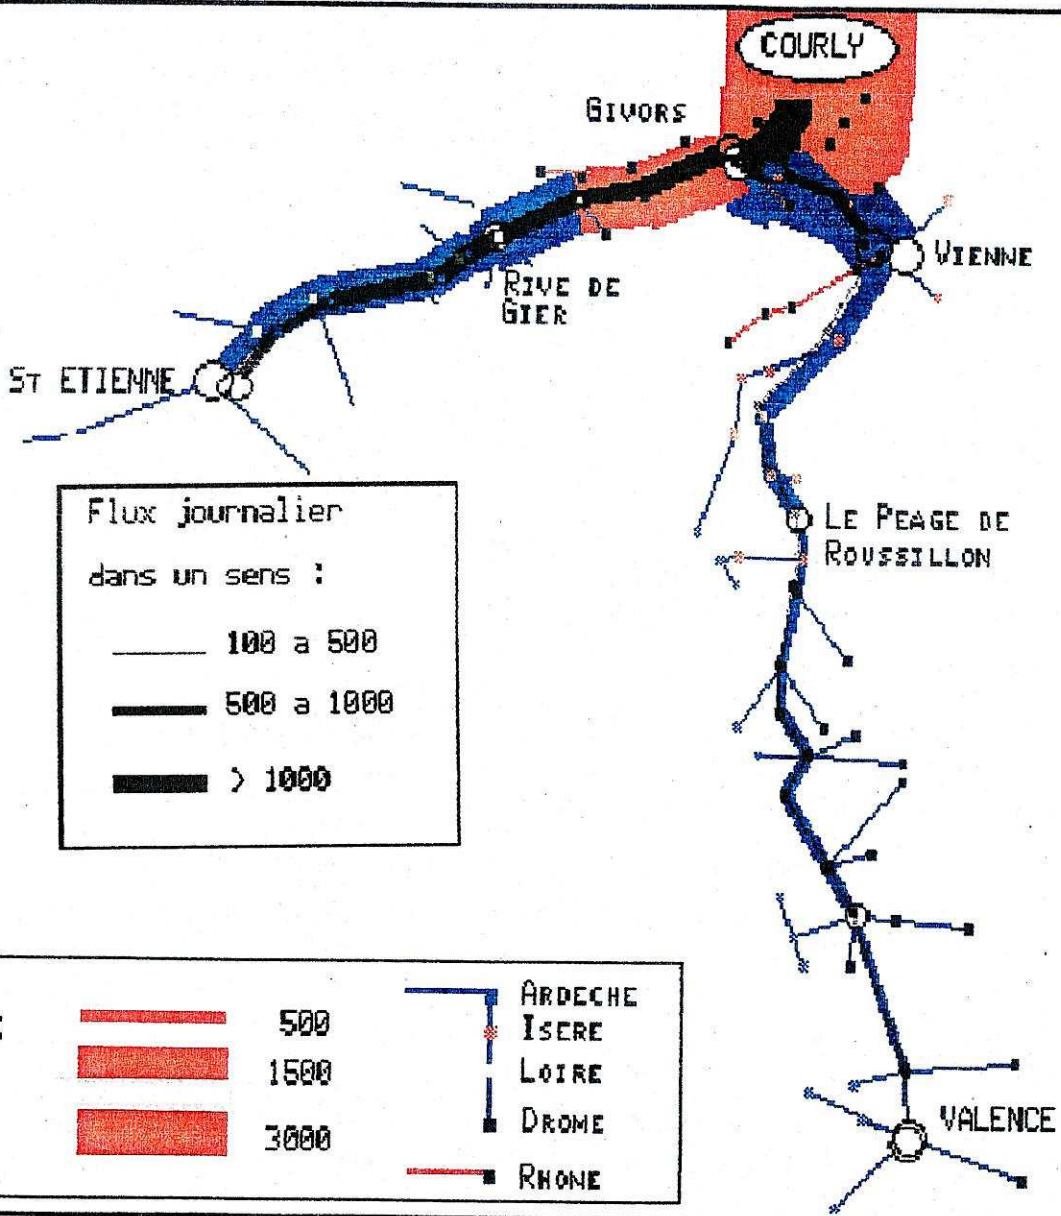 COURLY
GIVORS
VIENNE
RIVE DE
GIER
ST ETIENNE
Flux journalier
dans un sens :
100 a 500
500 a 1000
> 1000
LE PEAGE DE
ROUSSILLON
:
500
1500
3000
ARDECHE
ISERE
LOIRE
DROME
RHONE
VALENCE